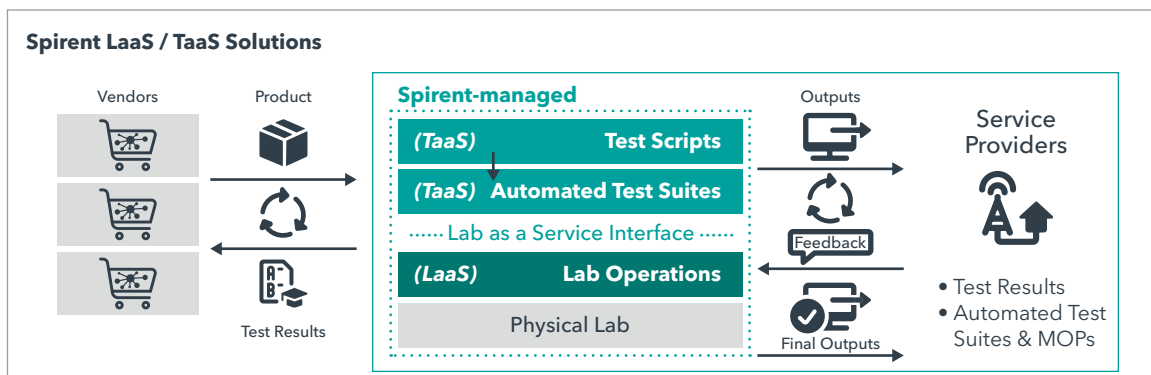 Spirent LaaS / TaaS Solutions
Vendors
Product
Test Results
Spirent-managed
(TaaS) Test Scripts
(TaaS) Automated Test Suites
Lab as a Service Interface
(LaaS) Lab Operations
Physical Lab
Outputs
Feedback
Final Outputs
Service
Providers
• Test Results
• Automated Test
Suites & MOPs
A-
B-